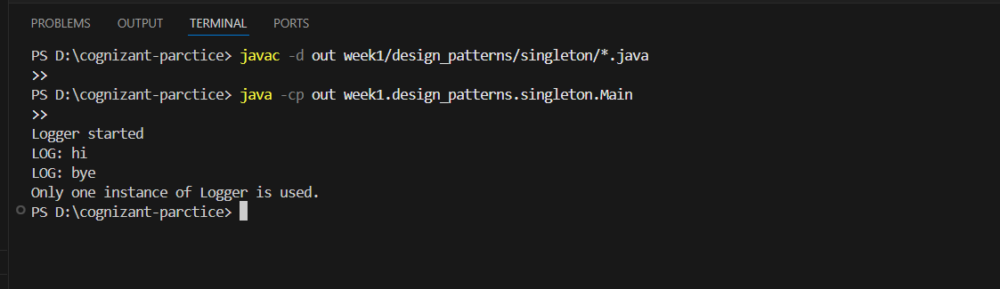 PROBLEMS OUTPUT TERMINAL PORTS
PS D:\cognizant-parctice> javac -d out week1/design_patterns/singleton/*.java
>>
PS D:\cognizant-parctice> java -cp out week1.design_patterns.singleton.Main
>>
Logger started
LOG: hi
LOG: bye
Only one instance of Logger is used.
PS D:\cognizant-parctice>